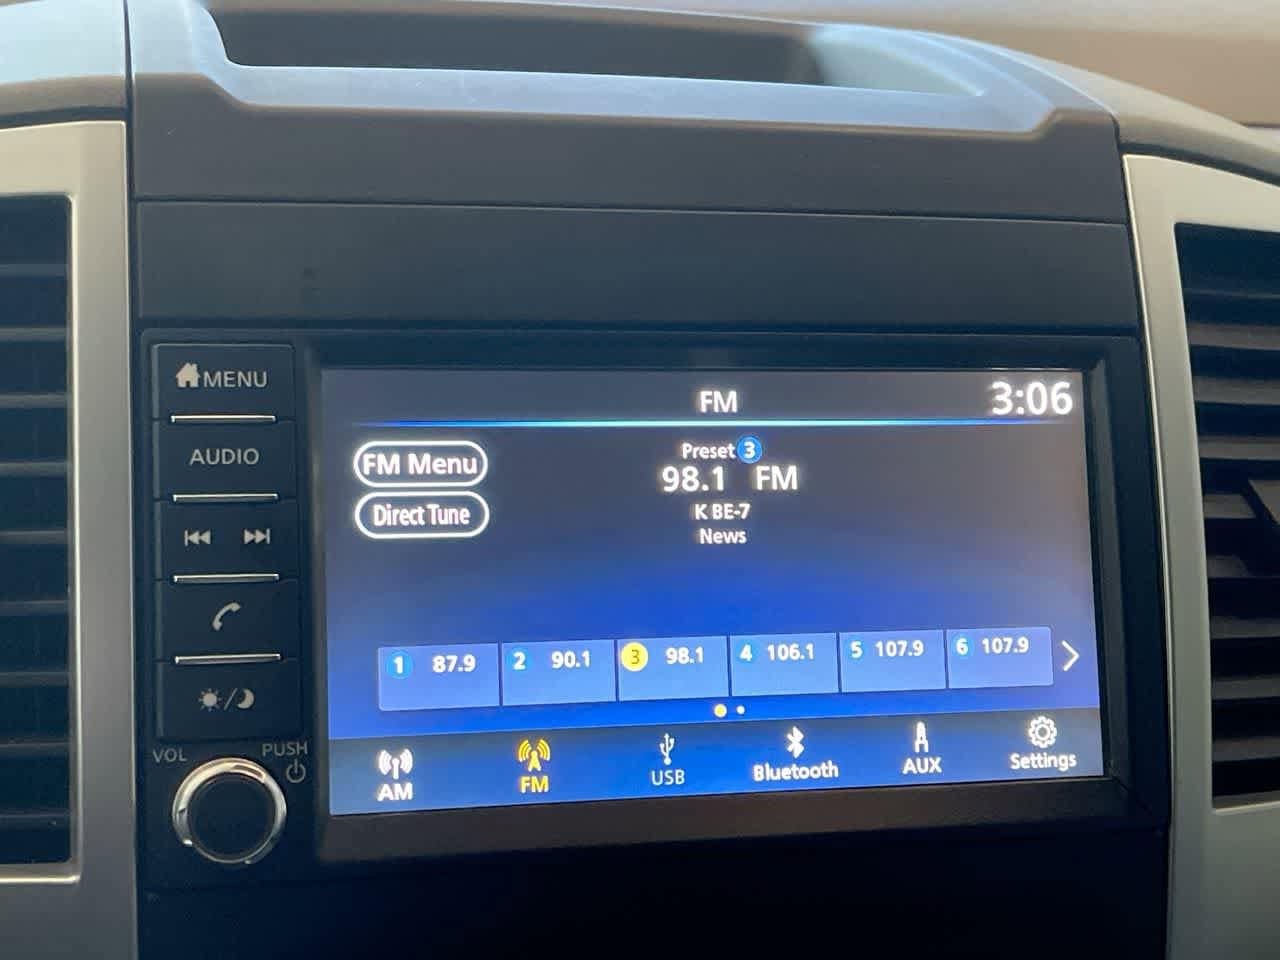 MENU
AUDIO
VOL
PUSH
FM
3:06
FM Menu
Direct Tune
Preset 3
98.1 FM
K BE-7
News
1 87.9
2 90.1
3 98.1
4 106.1
5 107.9
6 107.9
AM
FM
USB
Bluetooth
AUX
Settings